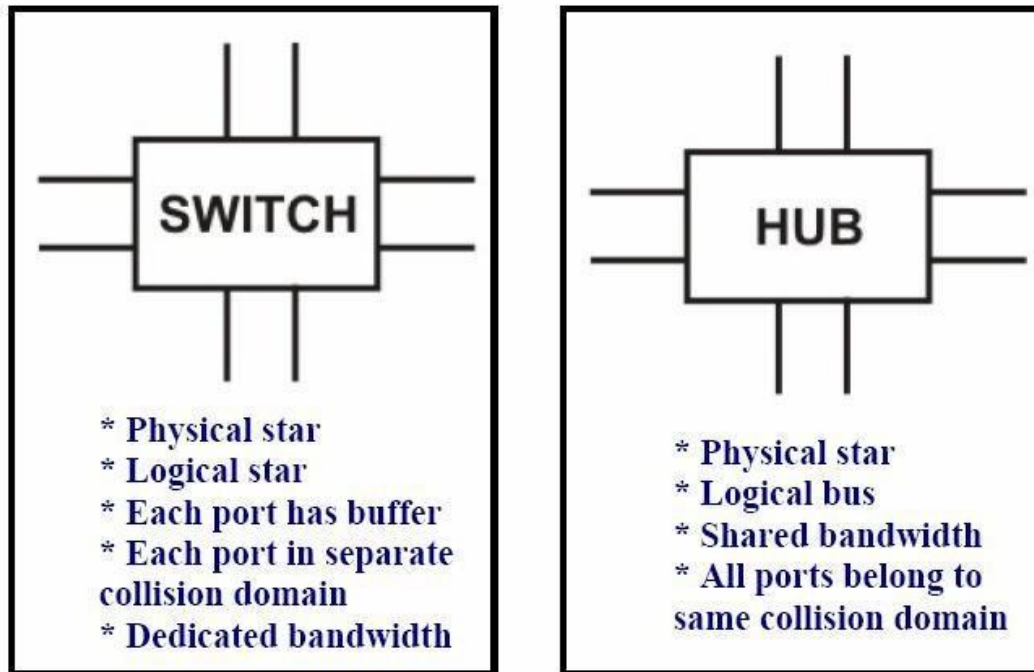 SWITCH
* Physical star
* Logical star
* Each port has buffer
* Each port in separate
collision domain
* Dedicated bandwidth
HUB
* Physical star
* Logical bus
* Shared bandwidth
* All ports belong to
same collision domain